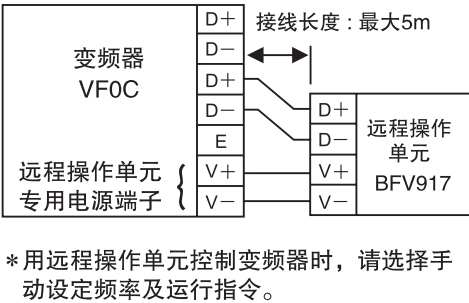 变频器
VF0C
D+
D−
D+
D−
E
远程操作单元
专用电源端子
V+
V−
接线长度：最大5m
D+
D−
V+
V−
远程操作
单元
BFV917
*用远程操作单元控制变频器时，请选择手
动设定频率及运行指令。